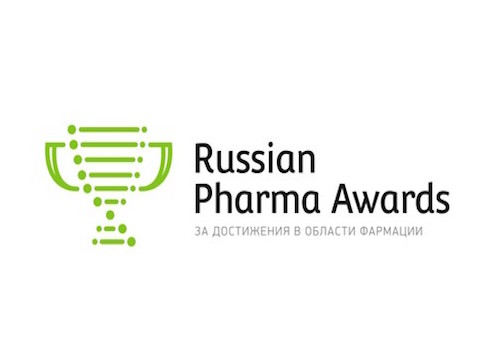 Russian
Pharma Awards
ЗА ДОСТИЖЕНИЯ В ОБЛАСТИ ФАРМАЦИИ